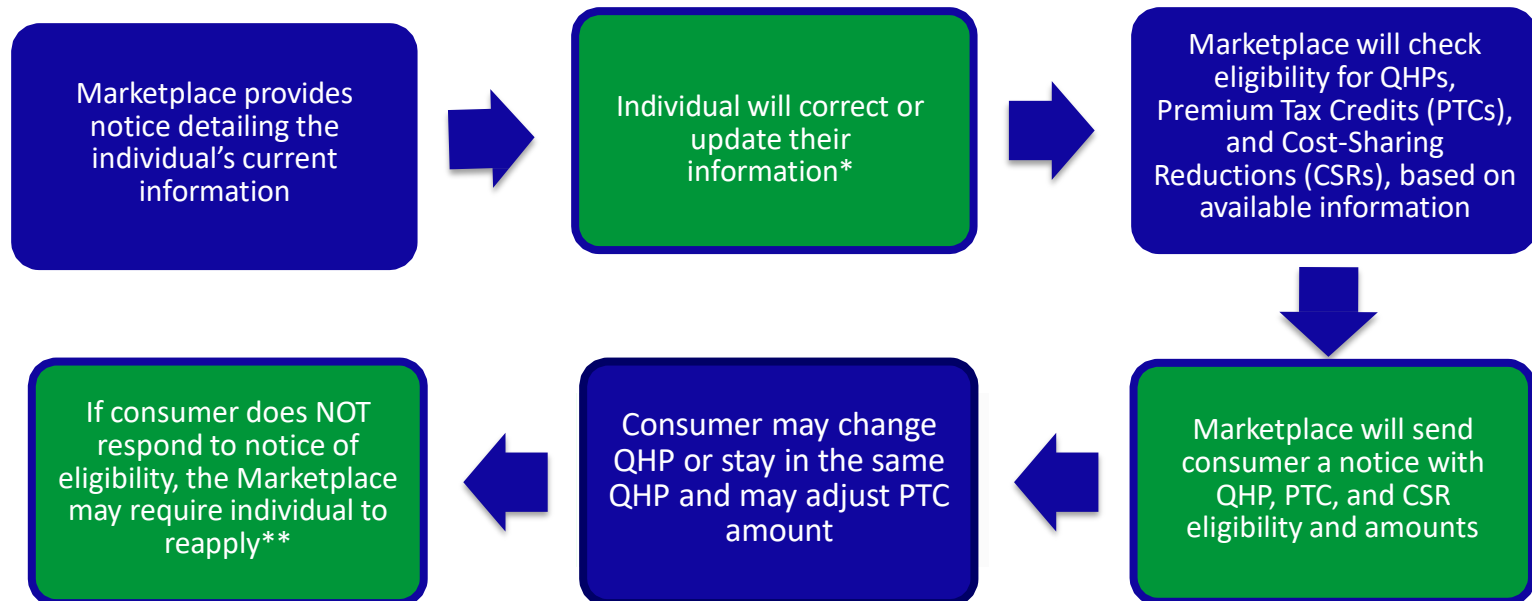 Marketplace provides
notice detailing the
individual’s current
information
Individual will correct or
update their
information*
Marketplace will check
eligibility for QHPs,
Premium Tax Credits (PTCs),
and Cost-Sharing
Reductions (CSRs), based on
available information
Marketplace will send
consumer a notice with
QHP, PTC, and CSR
eligibility and amounts
Consumer may change
QHP or stay in the same
QHP and may adjust PTC
amount
If consumer does NOT
respond to notice of
eligibility, the Marketplace
may require individual to
reapply**